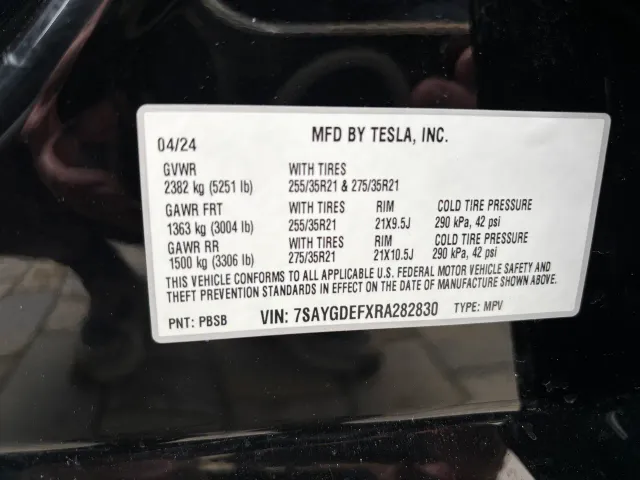 04/24 MFD BY TESLA, INC.
GVWR WITH TIRES
2382 kg (5251 lb) 255/35R21 & 275/35R21
GAWR FRT WITH TIRES RIM COLD TIRE PRESSURE
1363 kg (3004 lb) 255/35R21 21X9.5J 290 kPa, 42 psi
GAWR RR WITH TIRES RIM COLD TIRE PRESSURE
1500 kg (3306 lb) 275/35R21 21X10.5J 290 kPa, 42 psi
THIS VEHICLE CONFORMS TO ALL APPLICABLE U.S. FEDERAL MOTOR VEHICLE SAFETY AND
THEFT PREVENTION STANDARDS IN EFFECT ON THE DATE OF MANUFACTURE SHOWN ABOVE.
PNT: PBSB VIN: 7SAYGDEFXRA282830 TYPE: MPV